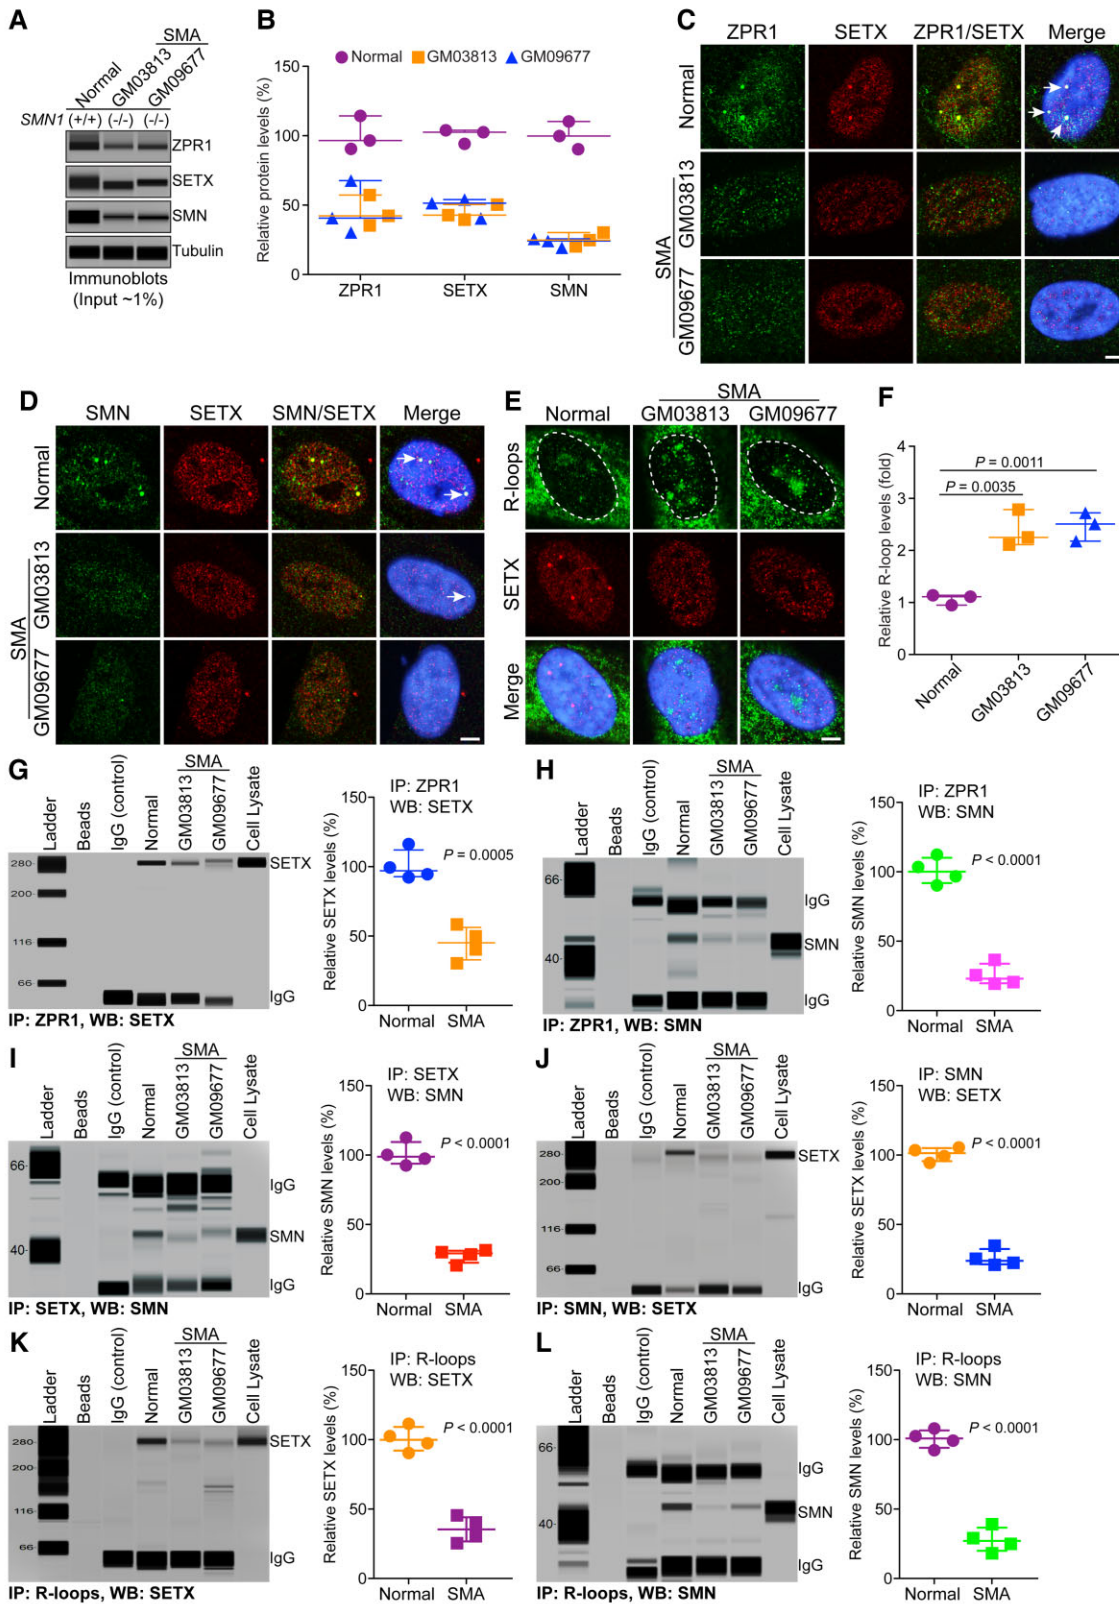 A
SMA
Normal
GM03813
GM09677
SMN1 (+/+) (-/-) (-/-)
ZPR1
SETX
SMN
Tubulin
Immunoblots
(Input ~1%)
B
Relative protein levels (%)
150
100
50
0
Normal GM03813 GM09677
ZPR1 SETX SMN
C
ZPR1 SETX ZPR1/SETX Merge
Normal
SMA
GM03813
GM09677
D
SMN SETX SMN/SETX Merge
Normal
SMA
GM03813
GM09677
E
SMA
Normal GM03813 GM09677
R-loops
SETX
Merge
F
Relative R-loop levels (fold)
4
3
2
1
0
P = 0.0011
P = 0.0035
Normal
GM03813
GM09677
G
SMA
Ladder
Beads
IgG (control)
Normal
GM03813
GM09677
Cell Lysate
280-
200-
116-
66-
SETX
IgG
IP: ZPR1, WB: SETX
Relative SETX levels (%)
150
100
50
0
IP: ZPR1
WB: SETX
P = 0.0005
Normal SMA
H
SMA
Ladder
Beads
IgG (control)
Normal
GM03813
GM09677
Cell Lysate
66-
40-
IgG
SMN
IgG
IP: ZPR1, WB: SMN
Relative SMN levels (%)
150
100
50
0
IP: ZPR1
WB: SMN
P < 0.0001
Normal SMA
I
SMA
Ladder
Beads
IgG (control)
Normal
GM03813
GM09677
Cell Lysate
66-
40-
IgG
SMN
IgG
IP: SETX, WB: SMN
Relative SMN levels (%)
150
100
50
0
IP: SETX
WB: SMN
P < 0.0001
Normal SMA
J
SMA
Ladder
Beads
IgG (control)
Normal
GM03813
GM09677
Cell Lysate
280-
200-
116-
66-
SETX
IgG
IP: SMN, WB: SETX
Relative SETX levels (%)
150
100
50
0
IP: SMN
WB: SETX
P < 0.0001
Normal SMA
K
SMA
Ladder
Beads
IgG (control)
Normal
GM03813
GM09677
Cell Lysate
280-
200-
116-
66-
SETX
IgG
IP: R-loops, WB: SETX
Relative SETX levels (%)
150
100
50
0
IP: R-loops
WB: SETX
P < 0.0001
Normal SMA
L
SMA
Ladder
Beads
IgG (control)
Normal
GM03813
GM09677
Cell Lysate
66-
40-
IgG
SMN
IgG
IP: R-loops, WB: SMN
Relative SMN levels (%)
150
100
50
0
IP: R-loops
WB: SMN
P < 0.0001
Normal SMA